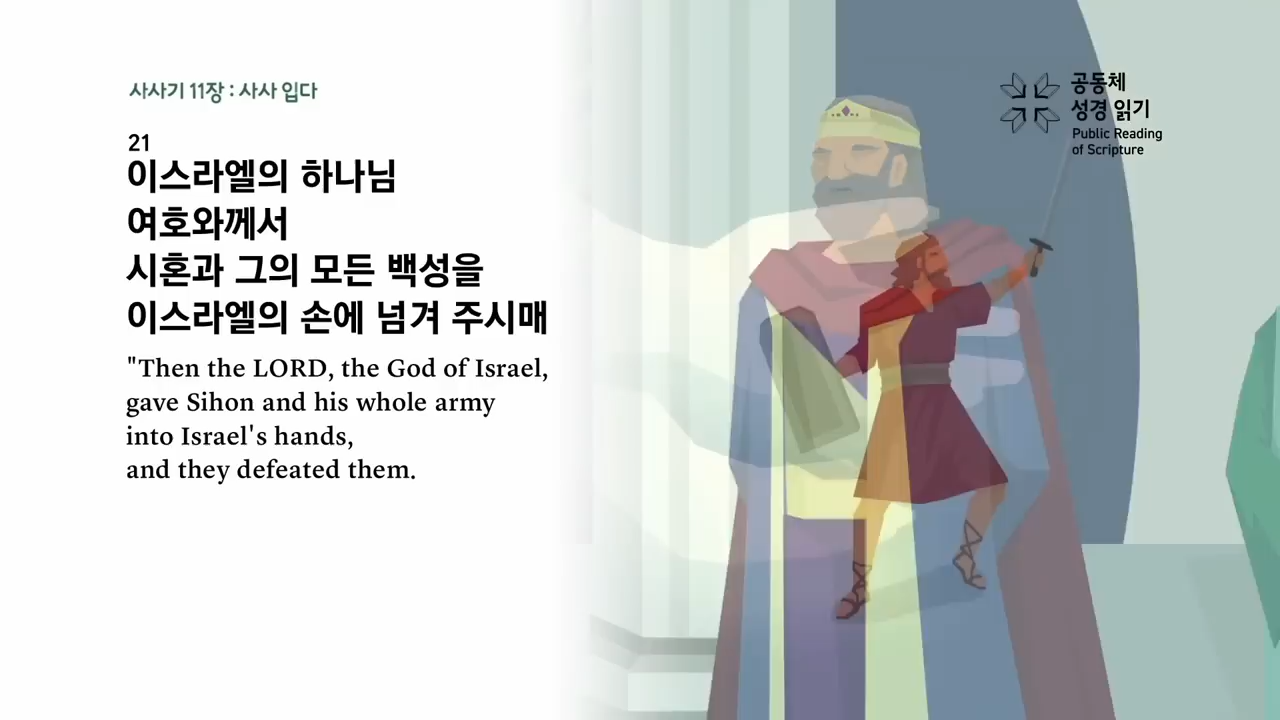 사사기 11장 : 사사 입다
21
이스라엘의 하나님
여호와께서
시혼과 그의 모든 백성을
이스라엘의 손에 넘겨 주시매
"Then the LORD, the God of Israel,
gave Sihon and his whole army
into Israel's hands,
and they defeated them.
공동체
성경 읽기
Public Reading
of Scripture